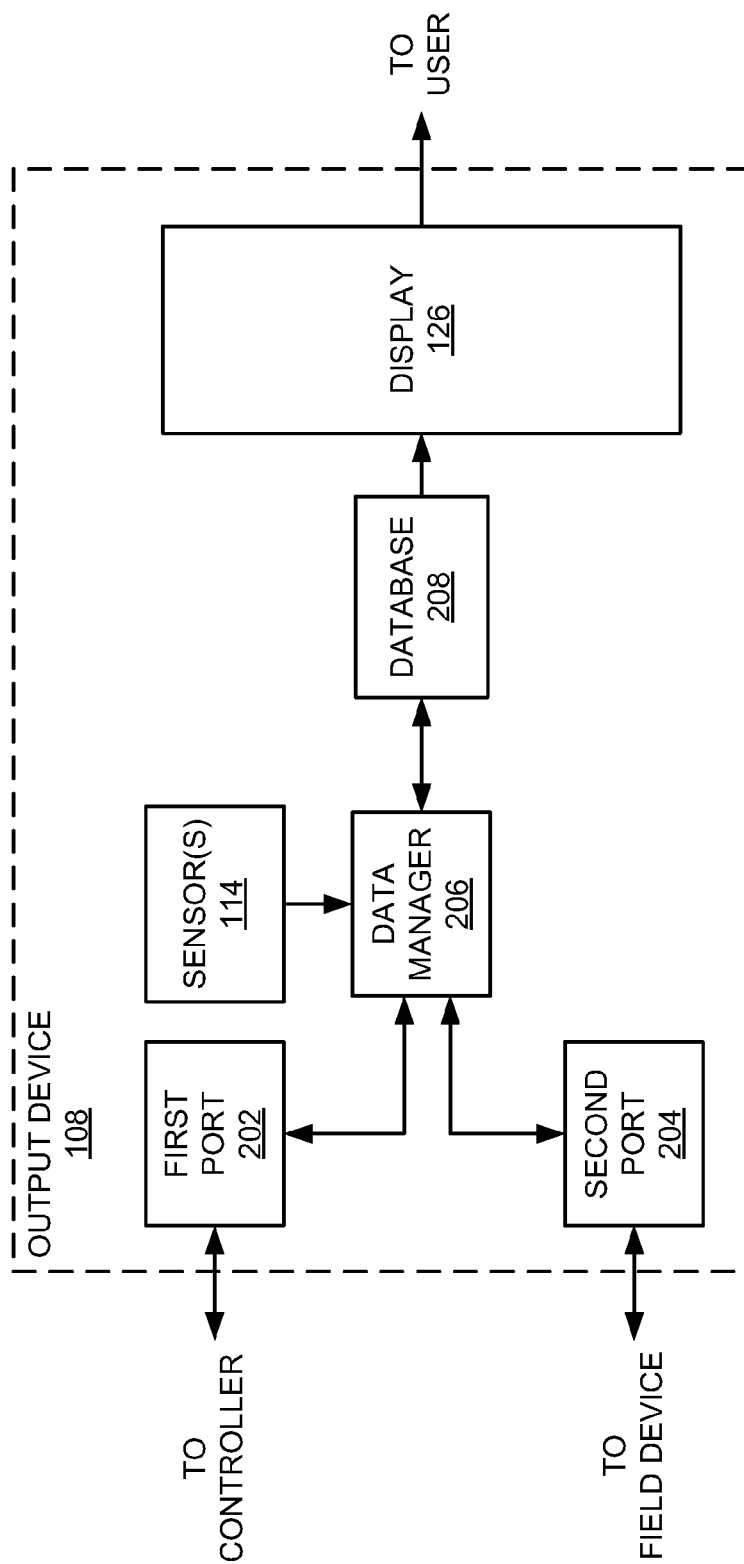 OUTPUT DEVICE
108
TO
CONTROLLER
FIRST
PORT
202
SENSOR(S)
114
DATA
MANAGER
206
DATABASE
208
DISPLAY
126
TO
USER
TO
FIELD DEVICE
SECOND
PORT
204